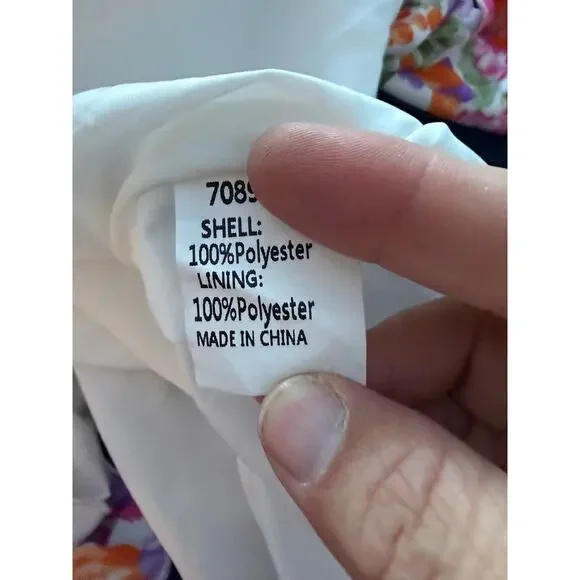 7089
SHELL:
100%Polyester
LINING:
100%Polyester
MADE IN CHINA